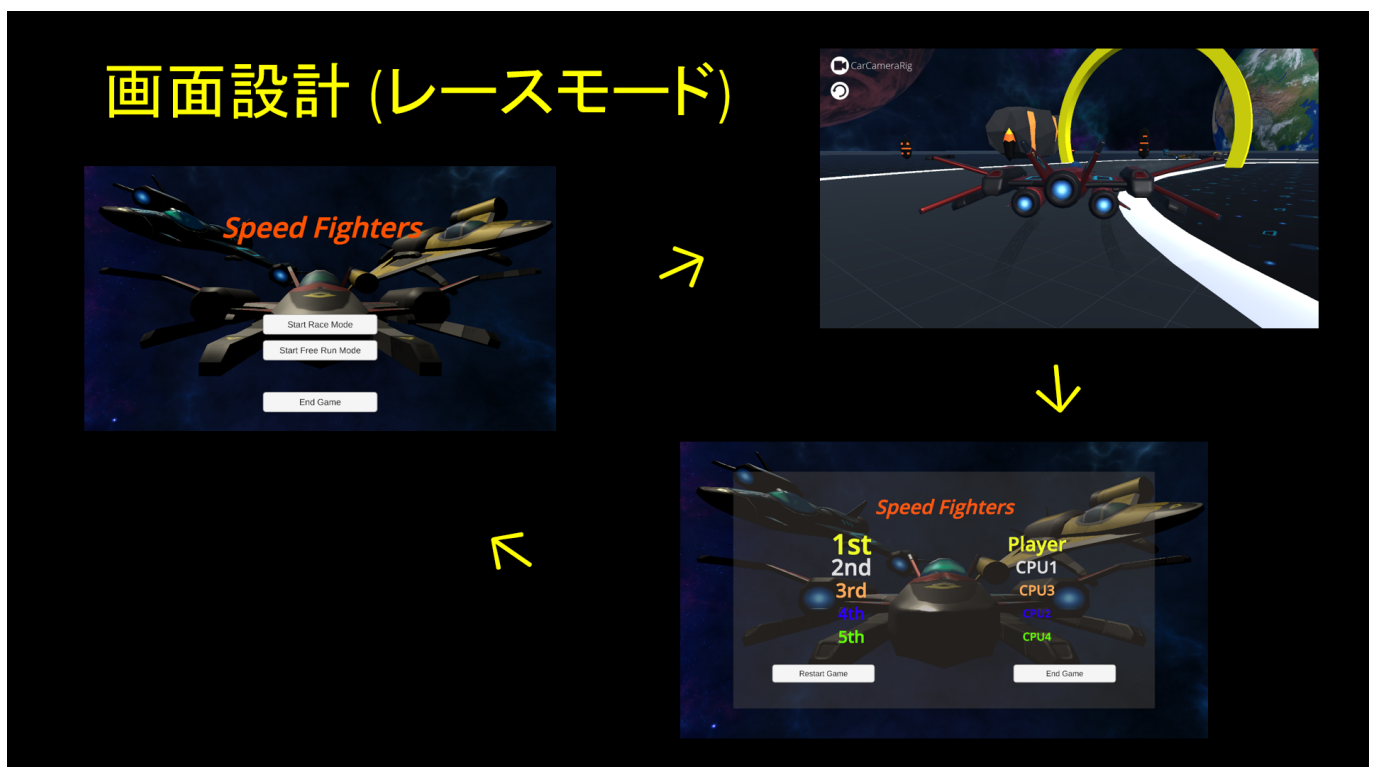 画面設計 (レースモード)
Speed Fighters
Start Race Mode
Start Free Run Mode
End Game
CarCameraRig
Speed Fighters
1st Player
2nd CPU1
3rd CPU3
4th CPU2
5th CPU4
Restart Game End Game